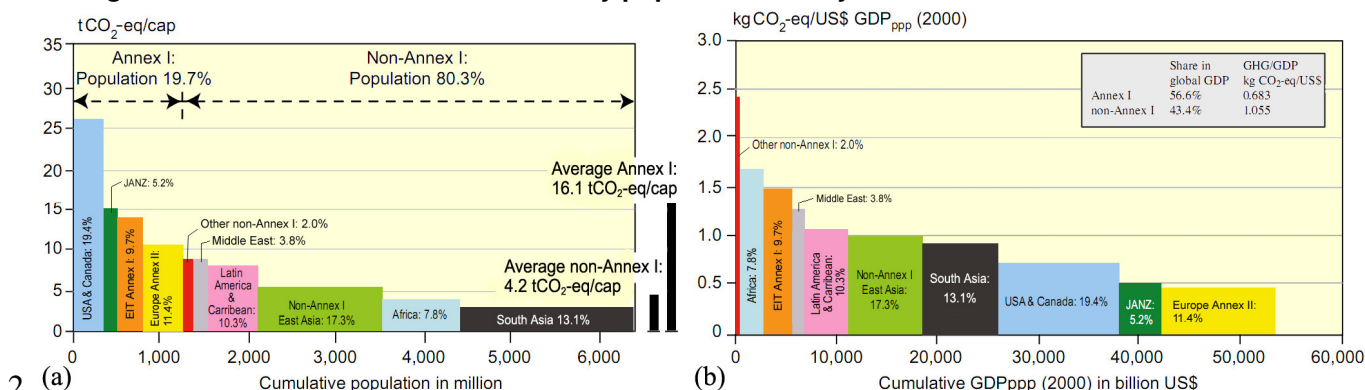 tCO2-eq/cap
35
30
25
20
15
10
5
0
Annex I:
Population 19.7%
Non-Annex I:
Population 80.3%
USA & Canada: 19.4%
JANZ: 5.2%
EIT Annex I: 9.7%
Europe Annex II:
11.4%
Other non-Annex I: 2.0%
Middle East: 3.8%
Latin
America
&
Carribean:
10.3%
Non-Annex I
East Asia: 17.3%
Africa: 7.8%
South Asia 13.1%
Average Annex I:
16.1 tCO2-eq/cap
Average non-Annex I:
4.2 tCO2-eq/cap
0 1,000 2,000 3,000 4,000 5,000 6,000
Cumulative population in million
2 (a)
kg CO2-eq/US$ GDPppp (2000)
3.0
2.5
2.0
1.5
1.0
0.5
0
Share in GHG/GDP
global GDP kg CO2-eq/US$
Annex I 56.6% 0.683
non-Annex I 43.4% 1.055
Other non-Annex I: 2.0%
Africa: 7.8%
EIT Annex I: 9.7%
Middle East: 3.8%
Latin America
& Carribean:
10.3%
Non-Annex I
East Asia:
17.3%
South Asia:
13.1%
USA & Canada: 19.4%
JANZ:
5.2%
Europe Annex II:
11.4%
0 10,000 20,000 30,000 40,000 50,000 60,000
Cumulative GDPppp (2000) in billion US$
(b)